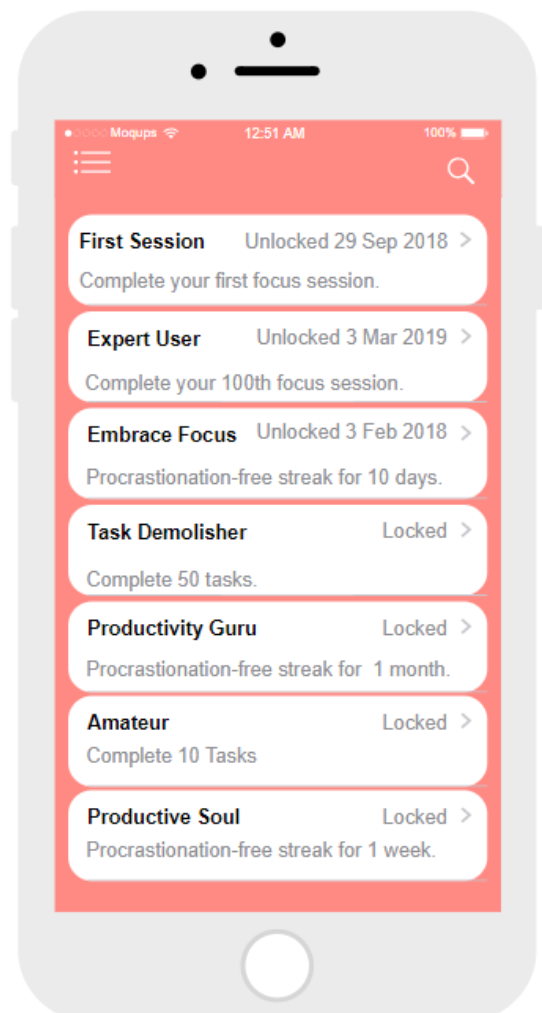 Moqups 12:51 AM 100%
First Session Unlocked 29 Sep 2018
Complete your first focus session.
Expert User Unlocked 3 Mar 2019
Complete your 100th focus session.
Embrace Focus Unlocked 3 Feb 2018
Procrastionation-free streak for 10 days.
Task Demolisher Locked
Complete 50 tasks.
Productivity Guru Locked
Procrastionation-free streak for 1 month.
Amateur Locked
Complete 10 Tasks
Productive Soul Locked
Procrastionation-free streak for 1 week.